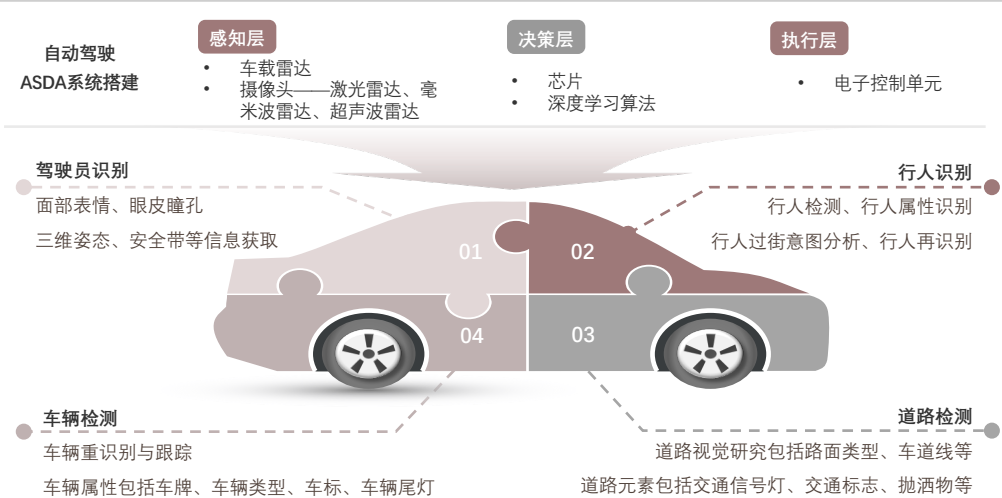 自动驾驶
ASDA系统搭建
感知层
• 车载雷达
• 摄像头——激光雷达、毫
米波雷达、超声波雷达
决策层
• 芯片
• 深度学习算法
执行层
• 电子控制单元
驾驶员识别
面部表情、眼皮瞳孔
三维姿态、安全带等信息获取
行人识别
行人检测、行人属性识别
行人过街意图分析、行人再识别
01
02
04
03
车辆检测
车辆重识别与跟踪
车辆属性包括车牌、车辆类型、车标、车辆尾灯
道路检测
道路视觉研究包括路面类型、车道线等
道路元素包括交通信号灯、交通标志、抛洒物等